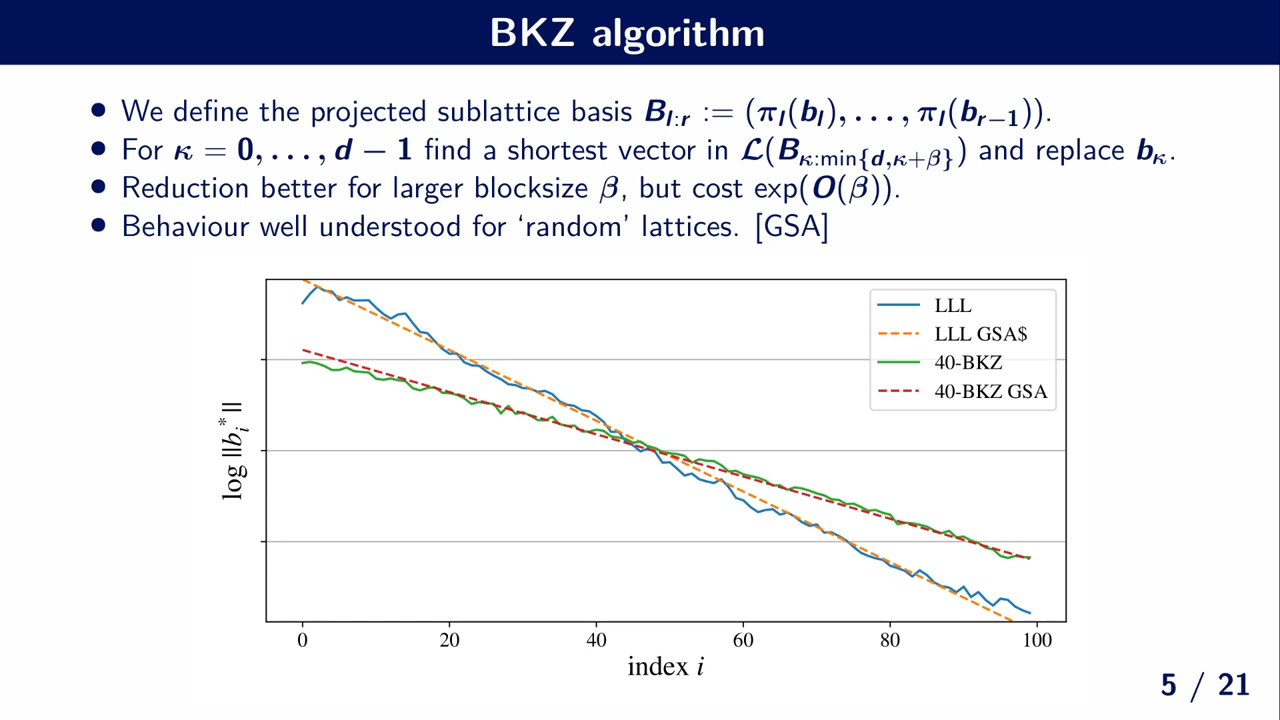 BKZ algorithm
• We define the projected sublattice basis B_{l:r} := (π_l(b_l), . . . , π_l(b_{r−1})).
• For κ = 0, . . . , d − 1 find a shortest vector in 𝓛(B_{κ:min{d,κ+β}}) and replace b_κ.
• Reduction better for larger blocksize β, but cost exp(O(β)).
• Behaviour well understood for ‘random’ lattices. [GSA]
LLL
LLL GSA$
40-BKZ
40-BKZ GSA
log ||b_i^*||
0 20 40 60 80 100
index i
5 / 21